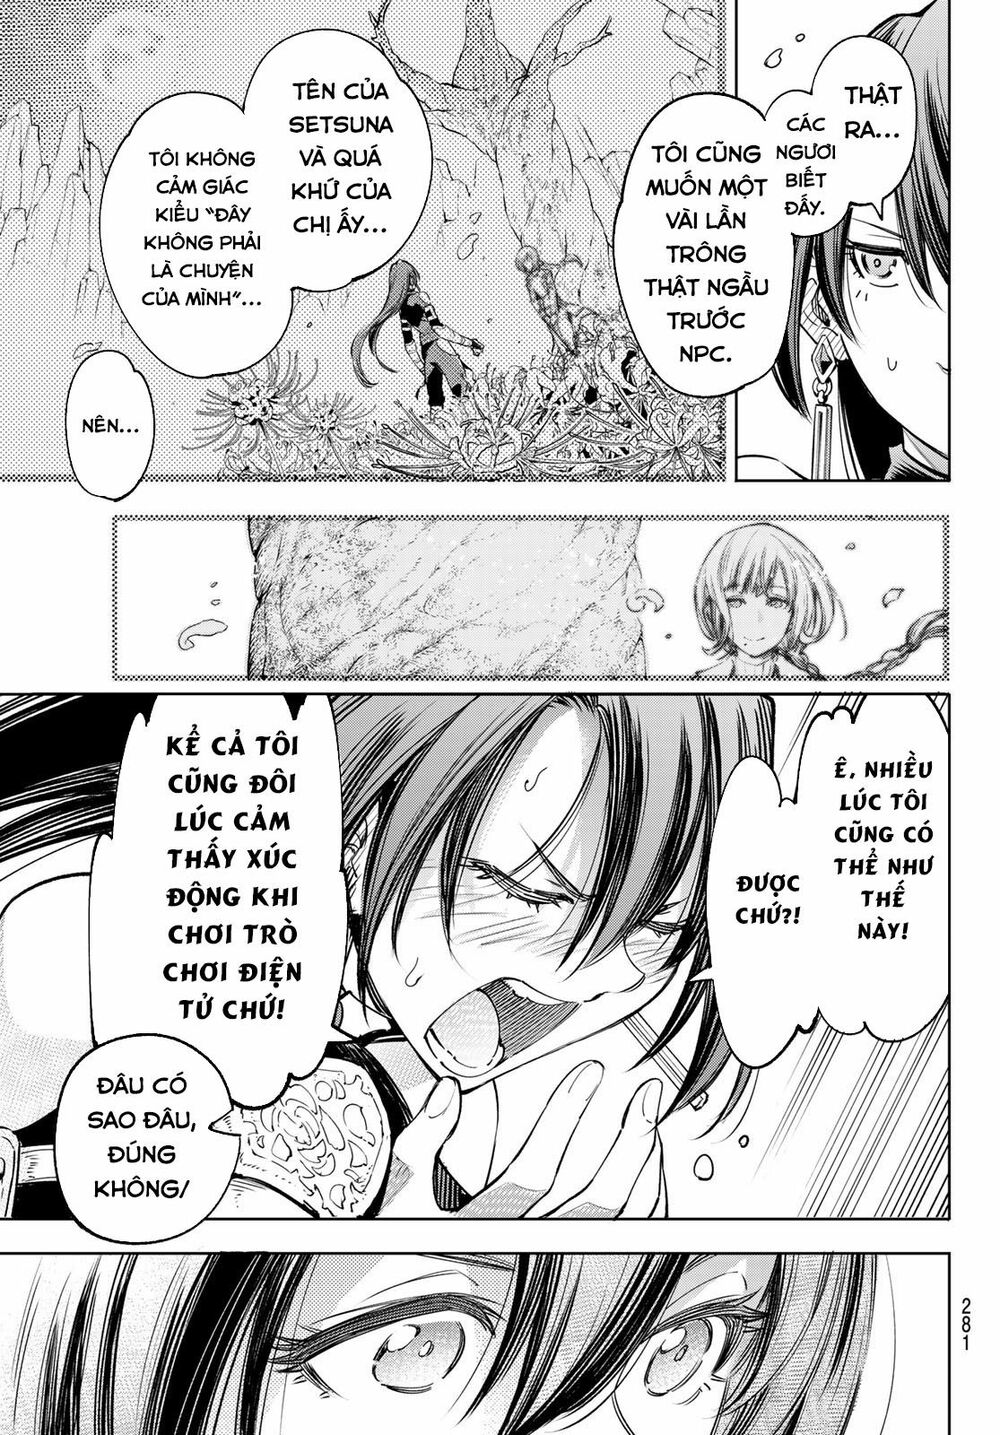 THẬT
RA...
CÁC
NGƯƠI
BIẾT
ĐẤY.
TÔI CŨNG
MUỐN MỘT
VÀI LẦN
TRÔNG
THẬT NGẦU
TRƯỚC
NPC.
TÊN CỦA
SETSUNA
VÀ QUÁ
KHỨ CỦA
CHỊ ẤY...
TÔI KHÔNG
CẢM GIÁC
KIỂU "ĐÂY
KHÔNG PHẢI
LÀ CHUYỆN
CỦA MÌNH"...
NÊN...
Ê, NHIỀU
LÚC TÔI
CŨNG CÓ
THỂ NHƯ
THẾ
NÀY!
ĐƯỢC
CHỨ?!
KỂ CẢ TÔI
CŨNG ĐÔI
LÚC CẢM
THẤY XÚC
ĐỘNG KHI
CHƠI TRÒ
CHƠI ĐIỆN
TỬ CHỨ!
ĐÂU CÓ
SAO ĐÂU,
ĐÚNG
KHÔNG/
281